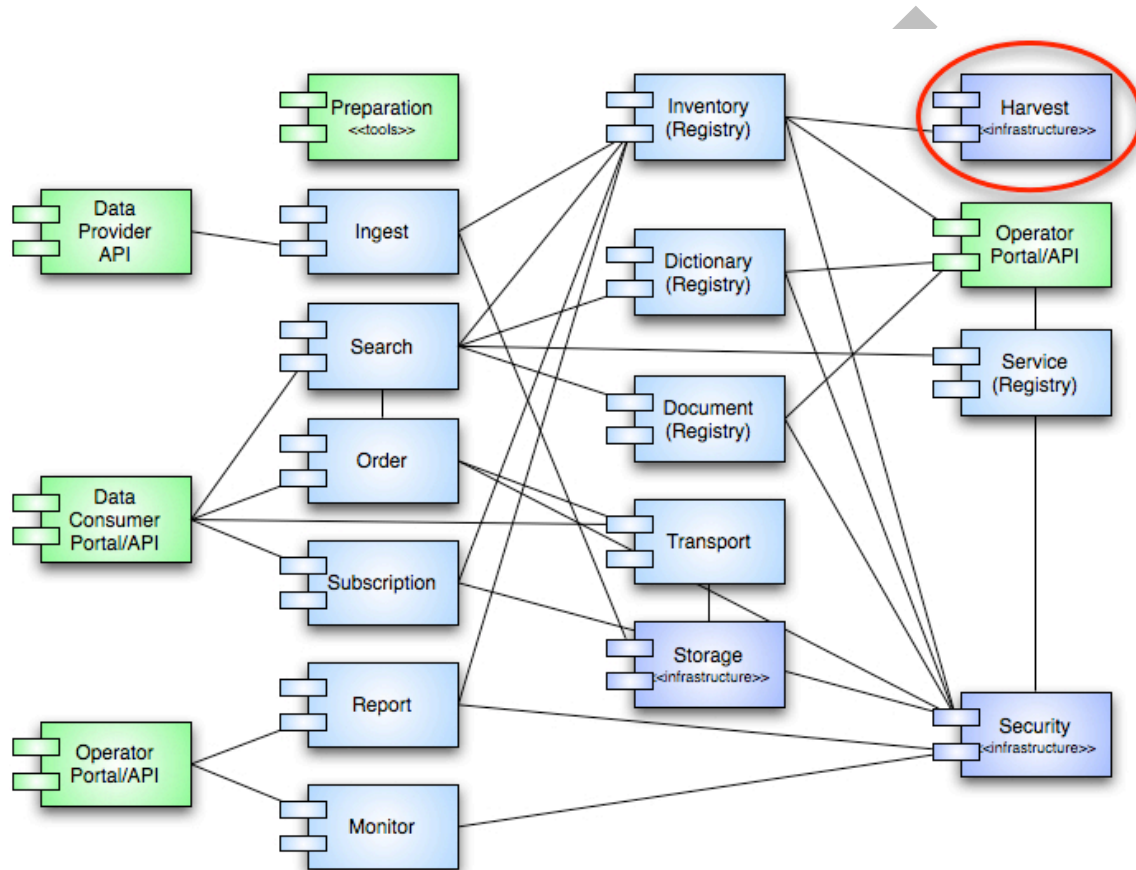 Preparation
<<tools>>
Inventory
(Registry)
Harvest
<<infrastructure>>
Data
Provider
API
Ingest
Dictionary
(Registry)
Operator
Portal/API
Search
Document
(Registry)
Service
(Registry)
Data
Consumer
Portal/API
Order
Transport
Subscription
Storage
<<infrastructure>>
Operator
Portal/API
Report
Security
<<infrastructure>>
Monitor